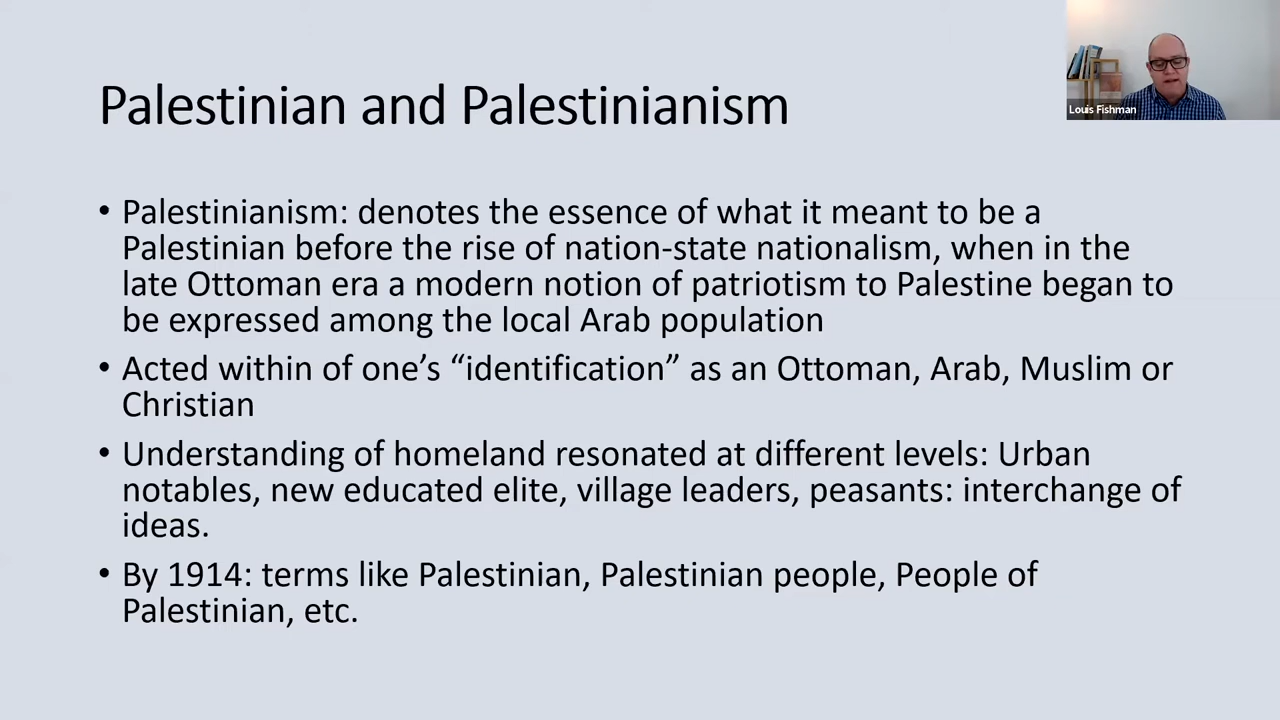 Louis Fishman
Palestinian and Palestinianism
• Palestinianism: denotes the essence of what it meant to be a
Palestinian before the rise of nation-state nationalism, when in the
late Ottoman era a modern notion of patriotism to Palestine began to
be expressed among the local Arab population
• Acted within of one’s “identification” as an Ottoman, Arab, Muslim or
Christian
• Understanding of homeland resonated at different levels: Urban
notables, new educated elite, village leaders, peasants: interchange of
ideas.
• By 1914: terms like Palestinian, Palestinian people, People of
Palestinian, etc.